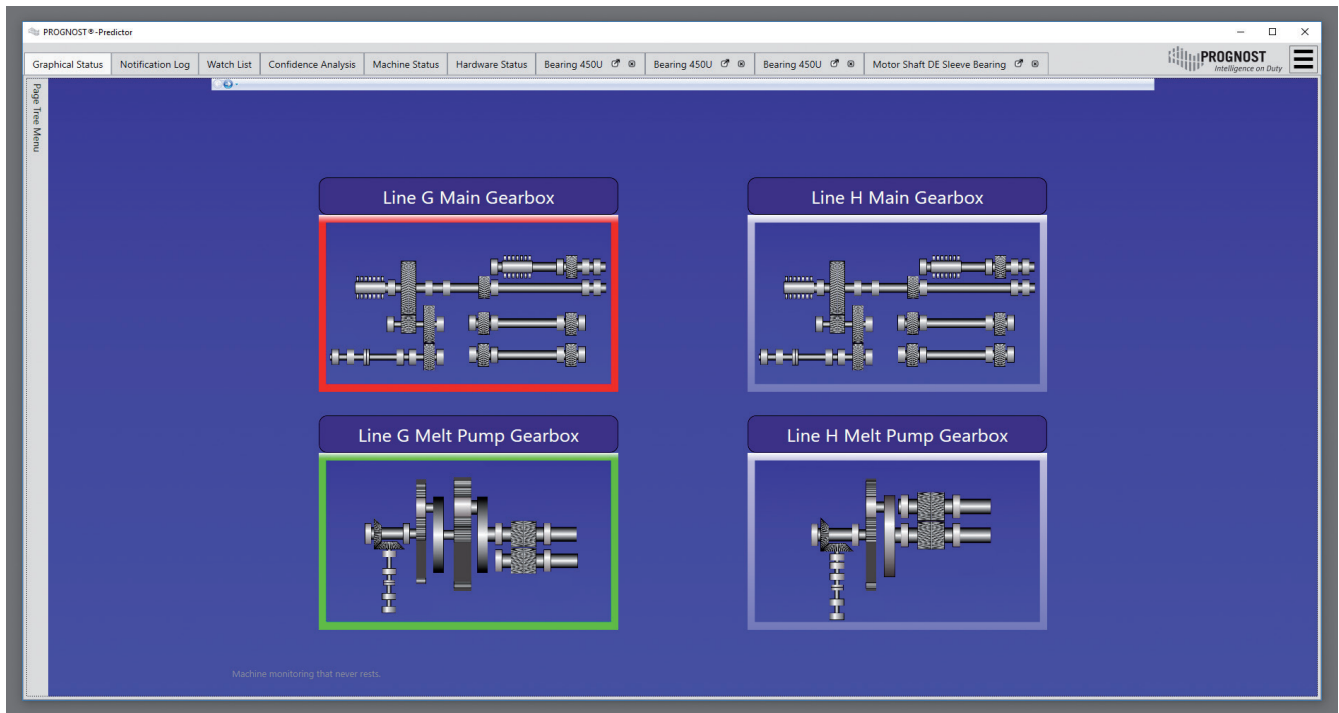 PROGNOST®-Predictor
Graphical Status
Notification Log
Watch List
Confidence Analysis
Machine Status
Hardware Status
Bearing 450U
Bearing 450U
Bearing 450U
Motor Shaft DE Sleeve Bearing
PROGNOST
Intelligence on Duty
Page Tree Menu
Line G Main Gearbox
Line H Main Gearbox
Line G Melt Pump Gearbox
Line H Melt Pump Gearbox
Machine monitoring that never rests.